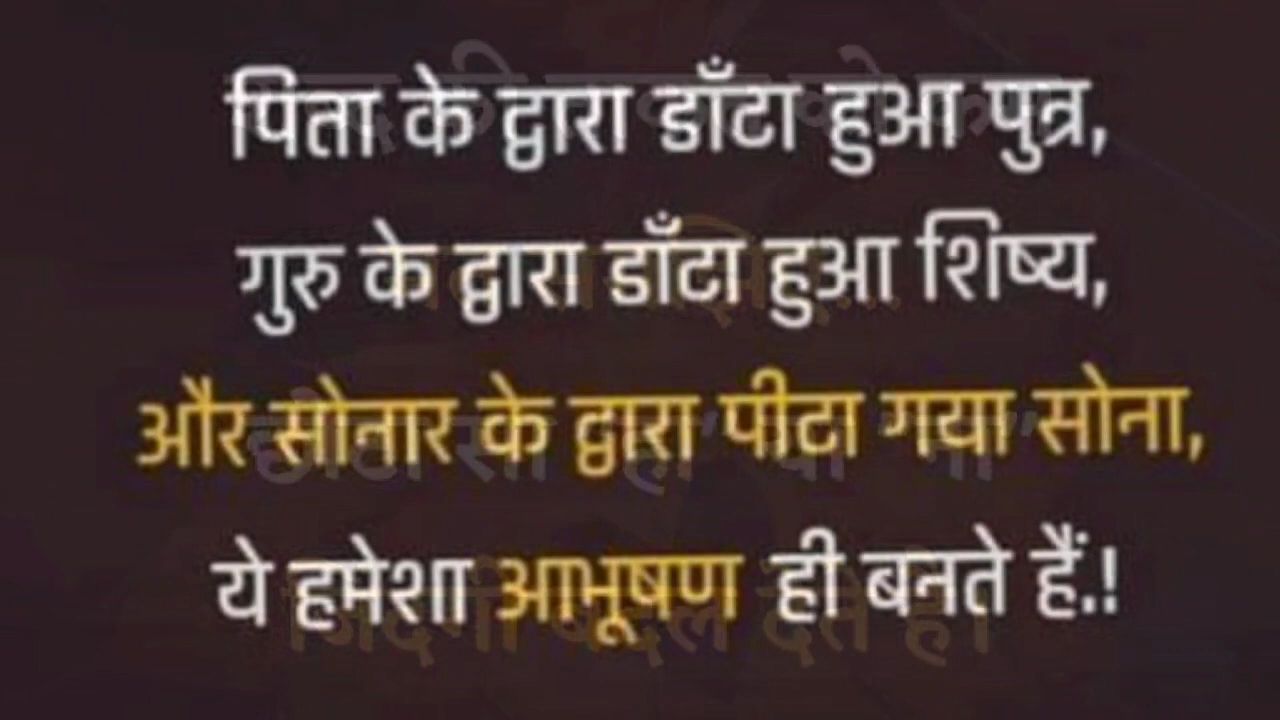 पिता के द्वारा डाँटा हुआ पुत्र,
गुरु के द्वारा डाँटा हुआ शिष्य,
और सोनार के द्वारा पीटा गया सोना,
ये हमेशा आभूषण ही बनते हैं.!